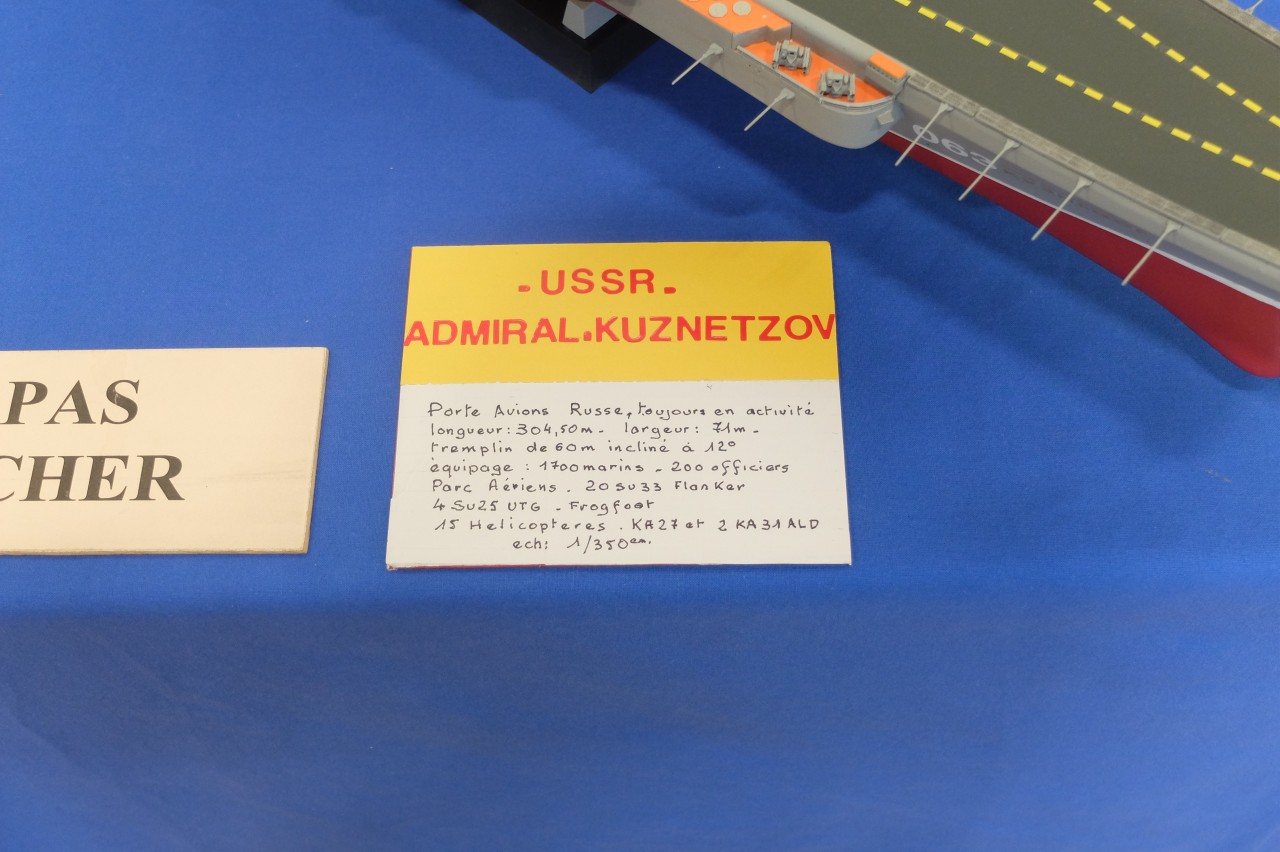 .USSR.
ADMIRAL.KUZNETZOV
Porte Avions Russe, toujours en activité
longueur: 304,50m - largeur: 71m -
tremplin de 60m incliné à 12°
équipage : 1700 marins - 200 officiers
Parc Aériens . 20 SU33 Flanker
4 SU25 UTG - Frogfoot
15 Helicopteres . KA27 et 2 KA31 ALD
ech: 1/350em.
PAS
CHER
063